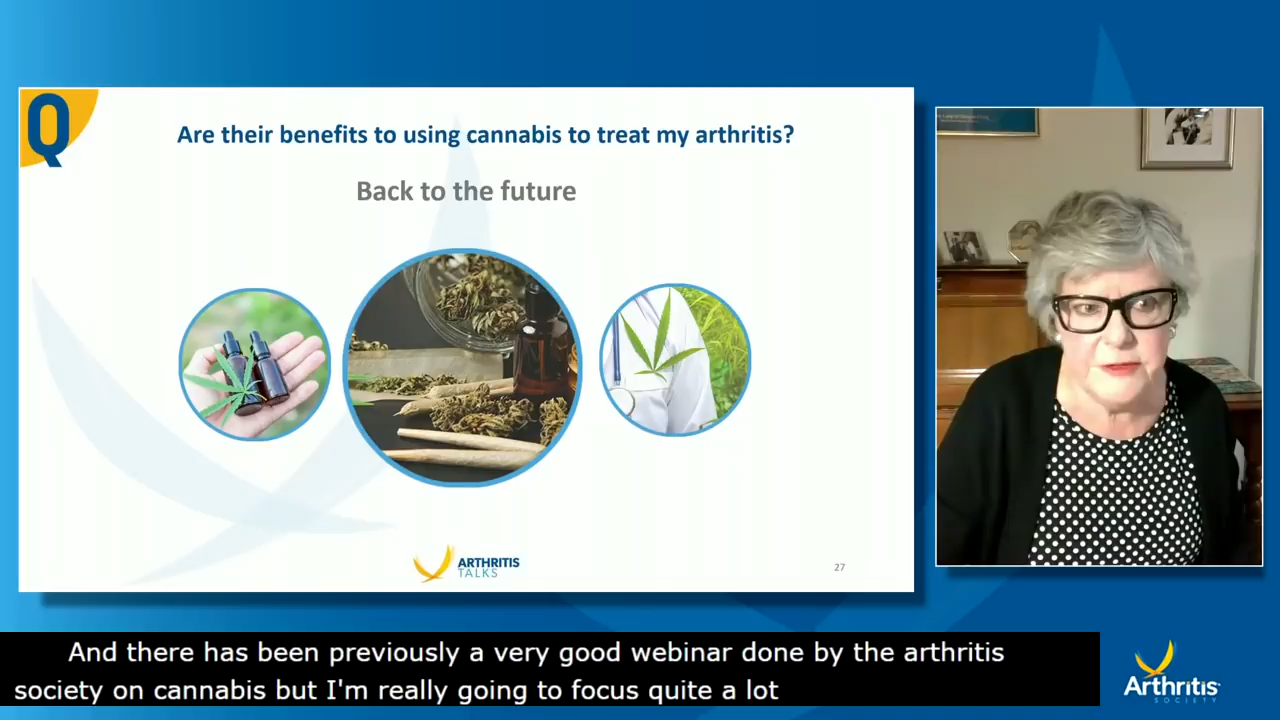 Q
Are their benefits to using cannabis to treat my arthritis?
Back to the future
ARTHRITIS
TALKS
27
And there has been previously a very good webinar done by the arthritis
society on cannabis but I'm really going to focus quite a lot
Arthritis
SOCIETY